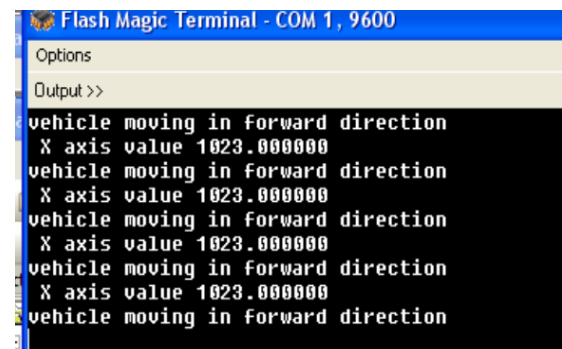 Flash Magic Terminal - COM 1, 9600
Options
Output >>
vehicle moving in forward direction
X axis value 1023.000000
vehicle moving in forward direction
X axis value 1023.000000
vehicle moving in forward direction
X axis value 1023.000000
vehicle moving in forward direction
X axis value 1023.000000
vehicle moving in forward direction